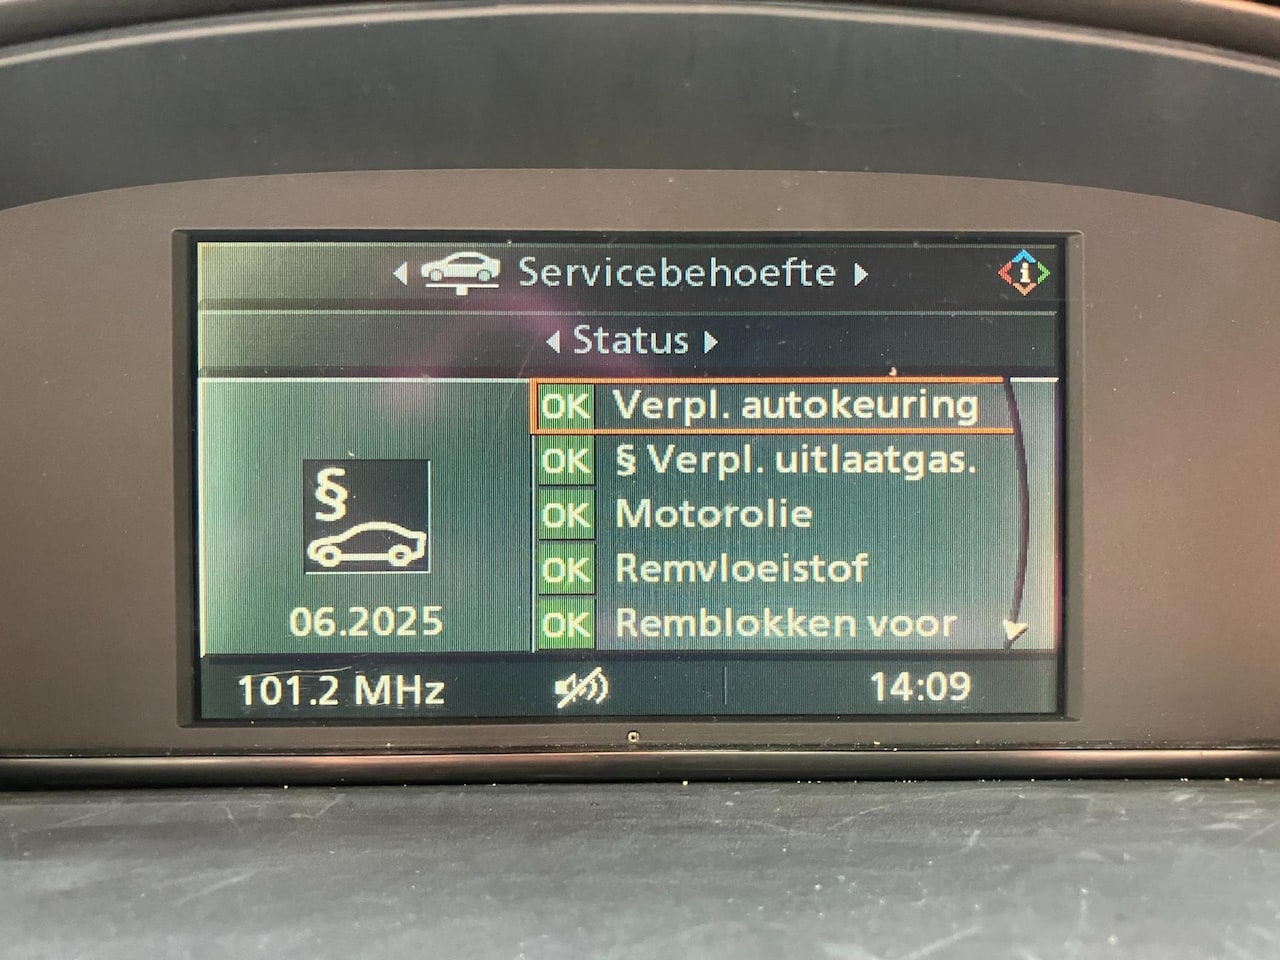 Servicebehoefte
i
Status
OK Verpl. autokeuring
OK § Verpl. uitlaatgas.
OK Motorolie
OK Remvloeistof
OK Remblokken voor
§
06.2025
101.2 MHz
14:09